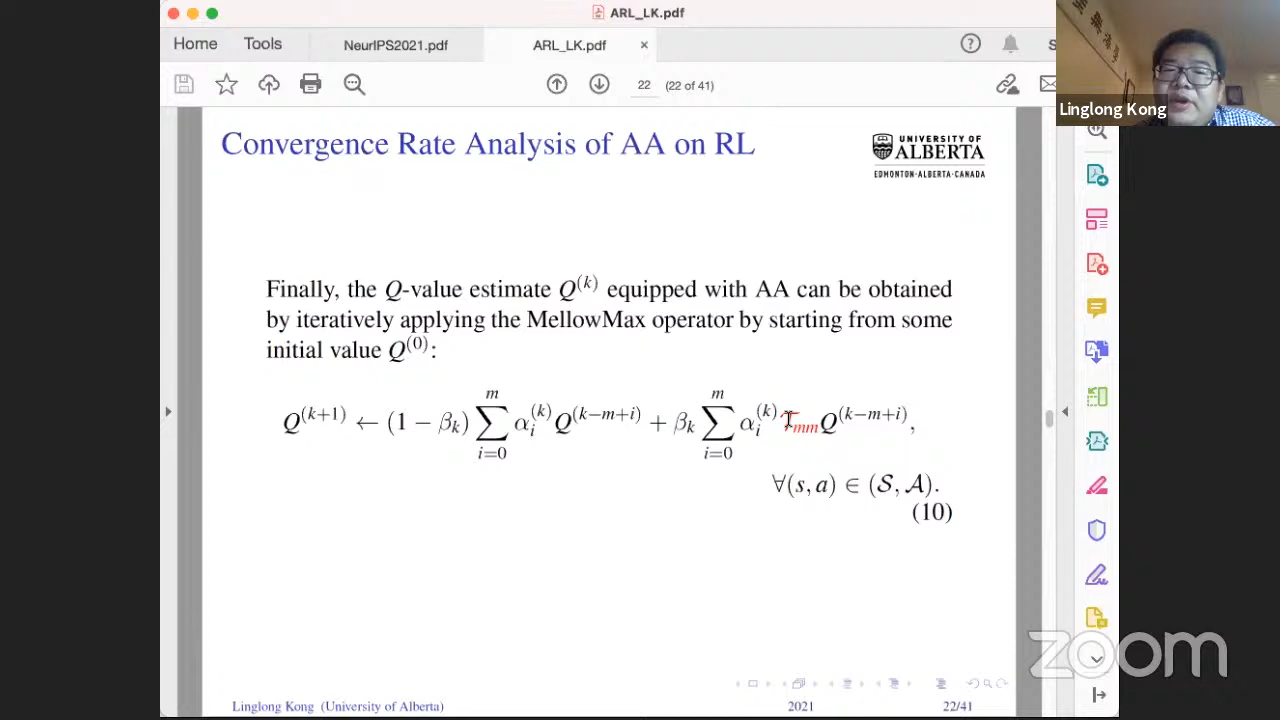 ARL_LK.pdf
Home Tools NeurIPS2021.pdf ARL_LK.pdf ×
22 (22 of 41)
Linglong Kong
Convergence Rate Analysis of AA on RL
UNIVERSITY OF
ALBERTA
EDMONTON·ALBERTA·CANADA
Finally, the Q-value estimate Q^{(k)} equipped with AA can be obtained
by iteratively applying the MellowMax operator by starting from some
initial value Q^{(0)}:
Q^{(k+1)} ← (1 − β_k) ∑_{i=0}^{m} α_i^{(k)} Q^{(k−m+i)} + β_k ∑_{i=0}^{m} α_i^{(k)} 𝒯_{mm} Q^{(k−m+i)},
∀(s, a) ∈ (𝒮, 𝒜).
(10)
zoom
Linglong Kong (University of Alberta) 2021 22/41